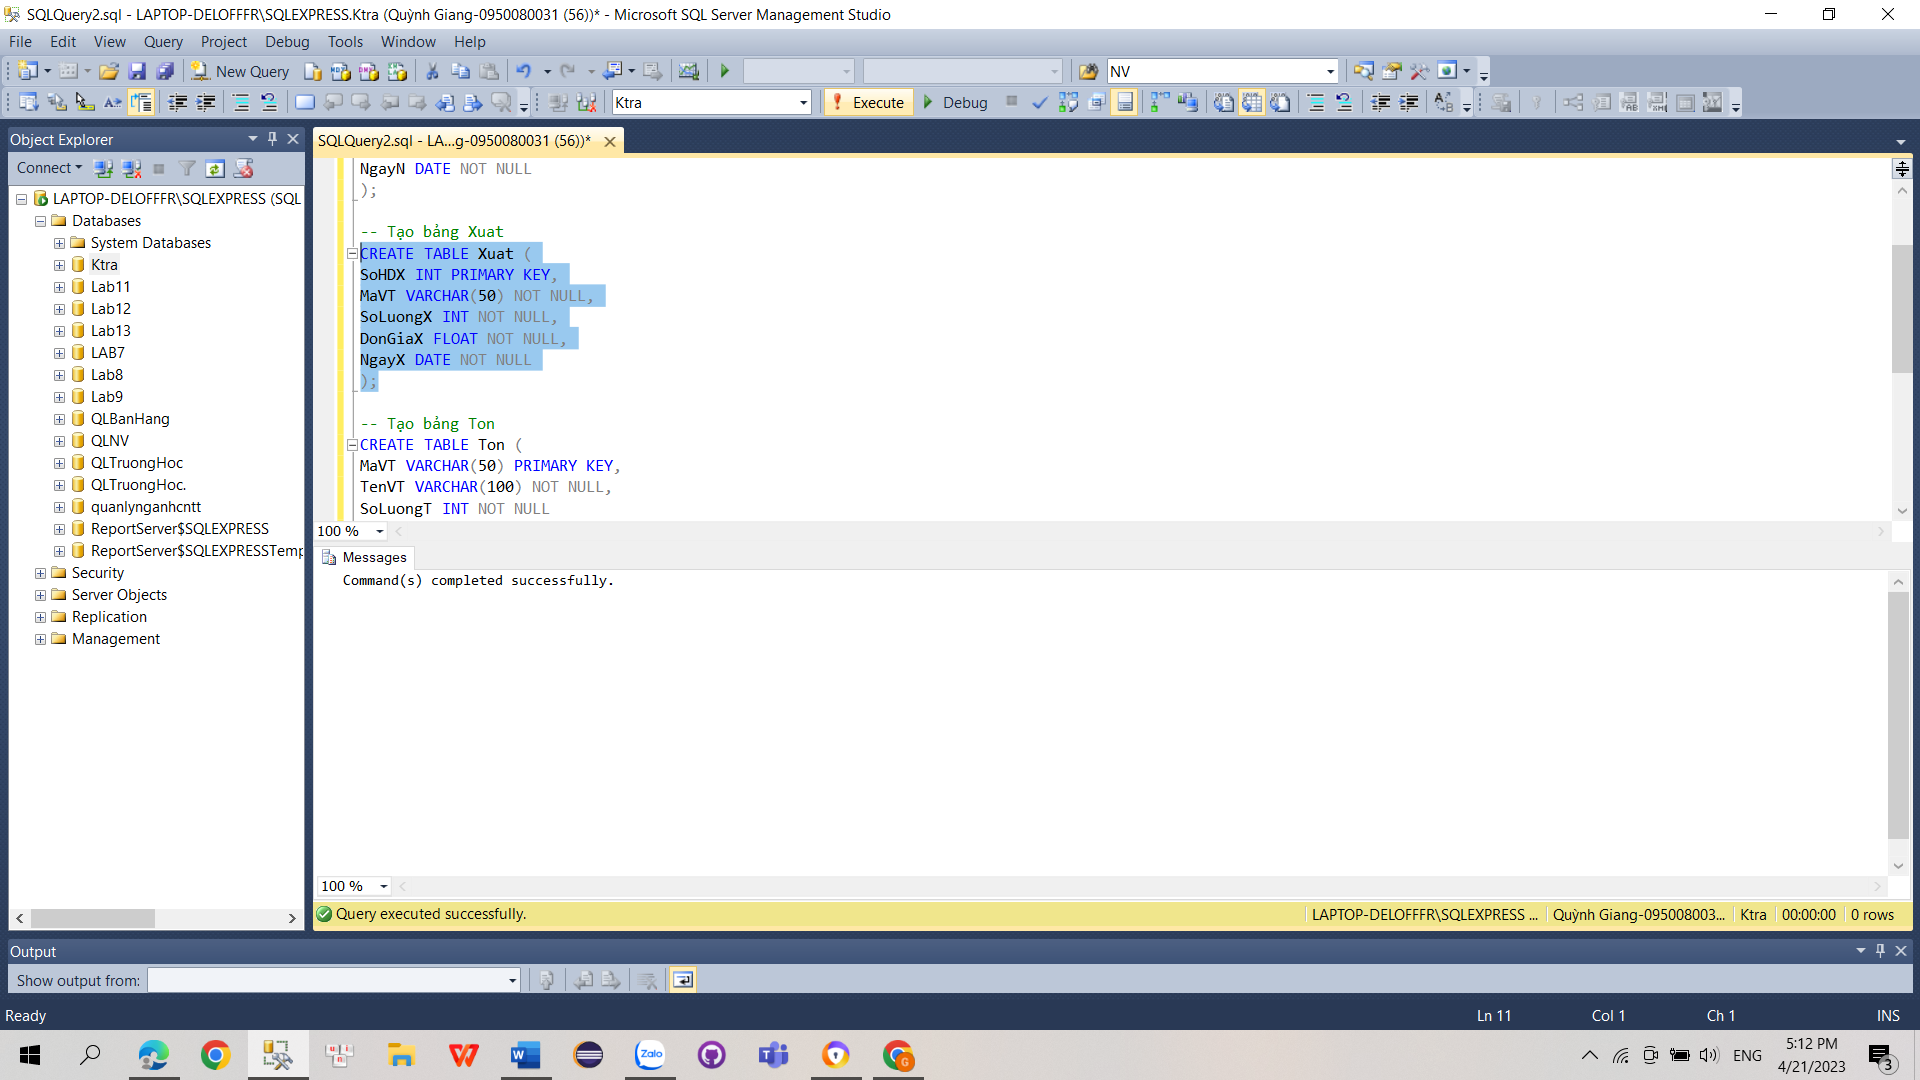 SQLQuery2.sql - LAPTOP-DELOFFFR\SQLEXPRESS.Ktra (Quỳnh Giang-0950080031 (56))* - Microsoft SQL Server Management Studio
File Edit View Query Project Debug Tools Window Help
New Query NV
Ktra Execute Debug
Object Explorer
Connect
LAPTOP-DELOFFFR\SQLEXPRESS (SQL
Databases
System Databases
Ktra
Lab11
Lab12
Lab13
LAB7
Lab8
Lab9
QLBanHang
QLNV
QLTruongHoc
QLTruongHoc.
quanlynganhcntt
ReportServer$SQLEXPRESS
ReportServer$SQLEXPRESSTemp
Security
Server Objects
Replication
Management
SQLQuery2.sql - LA...g-0950080031 (56))*
NgayN DATE NOT NULL
);
-- Tạo bảng Xuat
CREATE TABLE Xuat (
SoHDX INT PRIMARY KEY,
MaVT VARCHAR(50) NOT NULL,
SoLuongX INT NOT NULL,
DonGiaX FLOAT NOT NULL,
NgayX DATE NOT NULL
);
-- Tạo bảng Ton
CREATE TABLE Ton (
MaVT VARCHAR(50) PRIMARY KEY,
TenVT VARCHAR(100) NOT NULL,
SoLuongT INT NOT NULL
100 %
Messages
Command(s) completed successfully.
100 %
Query executed successfully. LAPTOP-DELOFFFR\SQLEXPRESS ... Quỳnh Giang-095008003... Ktra 00:00:00 0 rows
Output
Show output from:
Ready Ln 11 Col 1 Ch 1 INS
Zalo
ENG
5:12 PM
4/21/2023
3